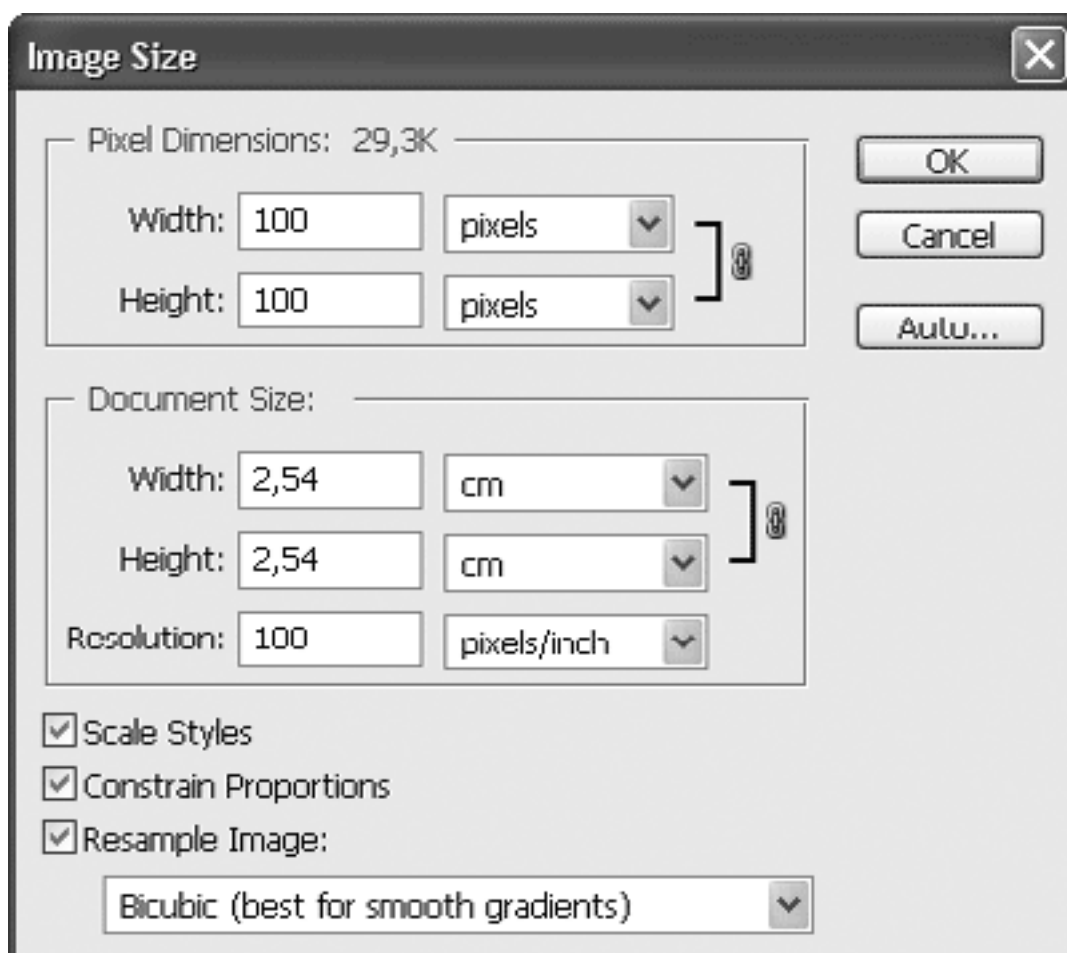 Image Size
Pixel Dimensions: 29,3K
Width: 100 pixels
Height: 100 pixels
OK
Cancel
Auto...
Document Size:
Width: 2,54 cm
Height: 2,54 cm
Resolution: 100 pixels/inch
Scale Styles
Constrain Proportions
Resample Image:
Bicubic (best for smooth gradients)